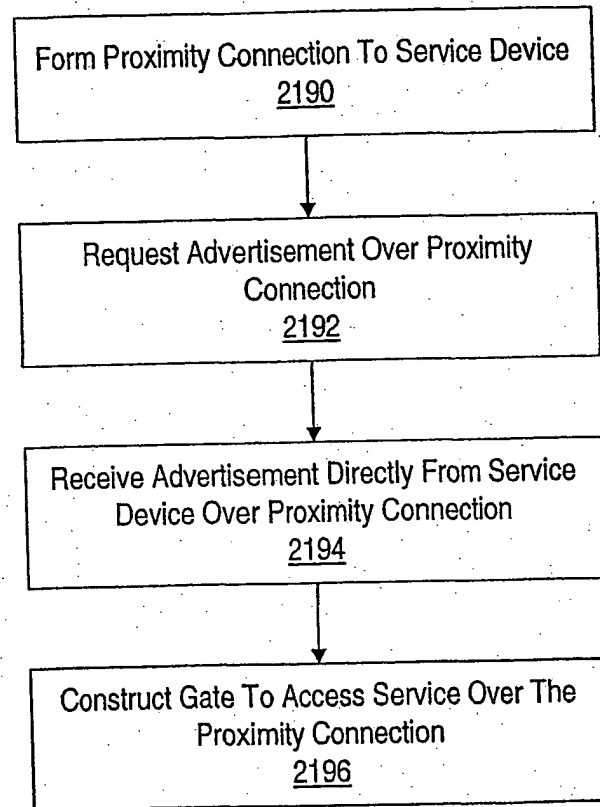 Form Proximity Connection To Service Device
2190
Request Advertisement Over Proximity
Connection
2192
Receive Advertisement Directly From Service
Device Over Proximity Connection
2194
Construct Gate To Access Service Over The
Proximity Connection
2196